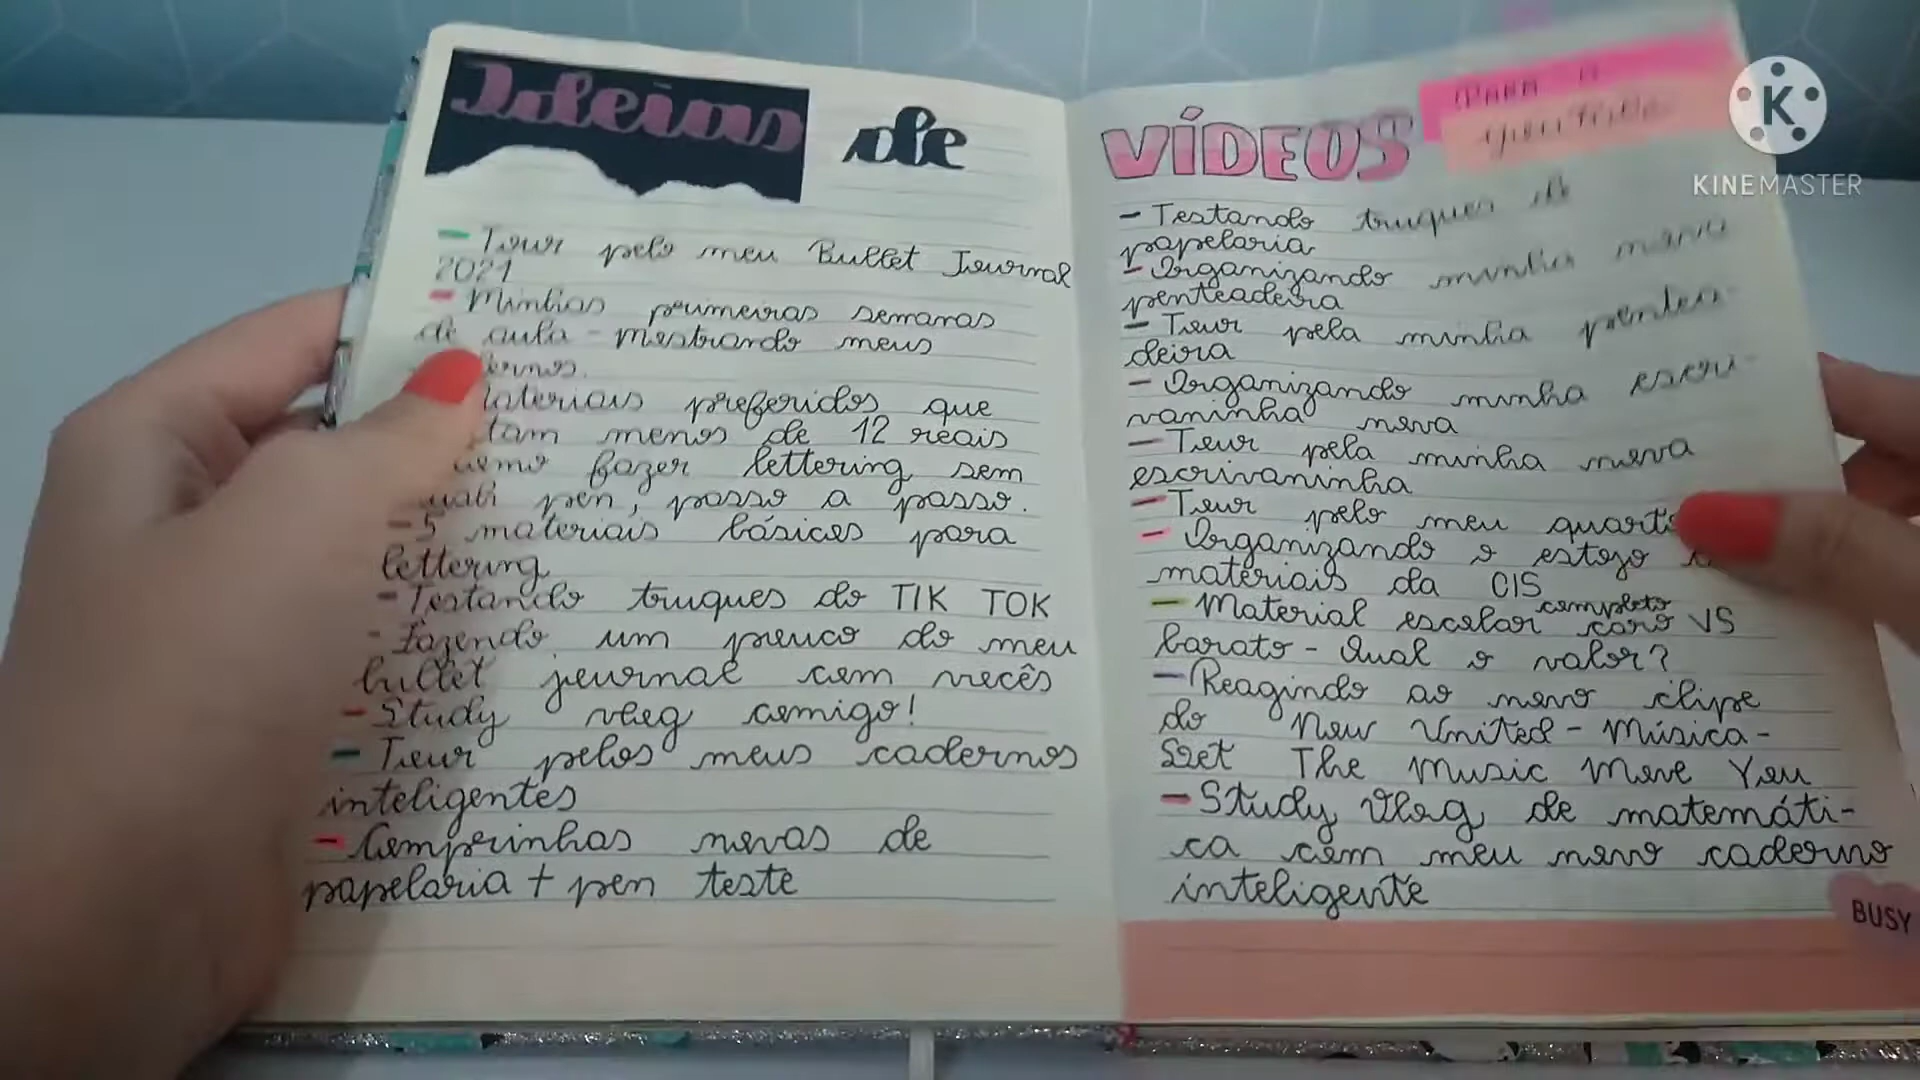 Ideias de VÍDEOS
PARA O
YouTube
K
KINEMASTER
- Tour pelo meu Bullet Journal
2021
- Minhas primeiras semanas
de aula - mostrando meus
- Testando truques de
papelaria
- Organizando minha nova
penteadeira
- Tour pela minha pentea-
deira
- Organizando minha escri-
vaninha nova
- Tour pela minha nova
escrivaninha
- Tour pelo meu quarto
- Organizando o estojo
materiais da CIS
- Material escolar completo caro VS
barato - Qual o valor?
- Reagindo ao novo clipe
do Now United - Música -
The Music Move You
- Study Vlog de matemáti-
ca com meu novo caderno
inteligente
BUSY
preferidos que
menos de 12 reais
fazer lettering sem
pen, passo a passo.
- 5 materiais básicos para
lettering
- Testando truques do TIK TOK
- Fazendo um pouco do meu
bullet journal com vocês
- Study vlog comigo!
- Tour pelos meus cadernos
inteligentes
- Comprinhas novas de
papelaria + pen teste